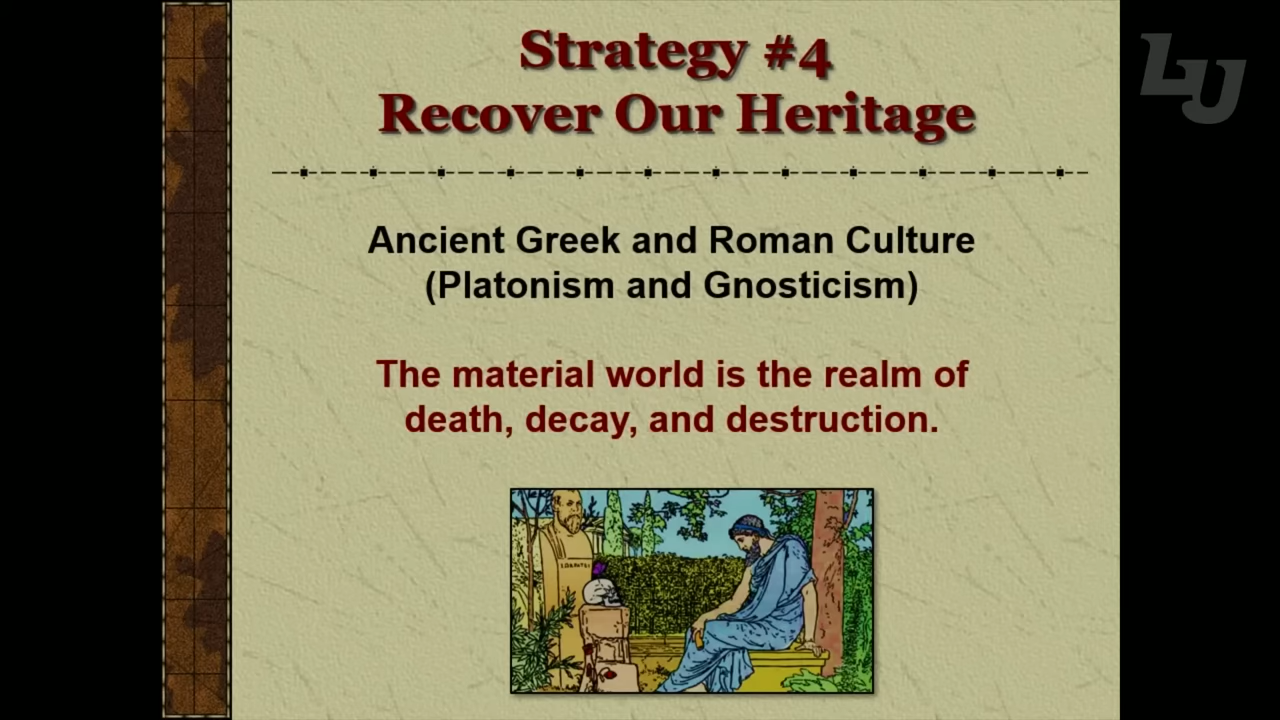 Strategy #4
Recover Our Heritage
LU
Ancient Greek and Roman Culture
(Platonism and Gnosticism)
The material world is the realm of
death, decay, and destruction.